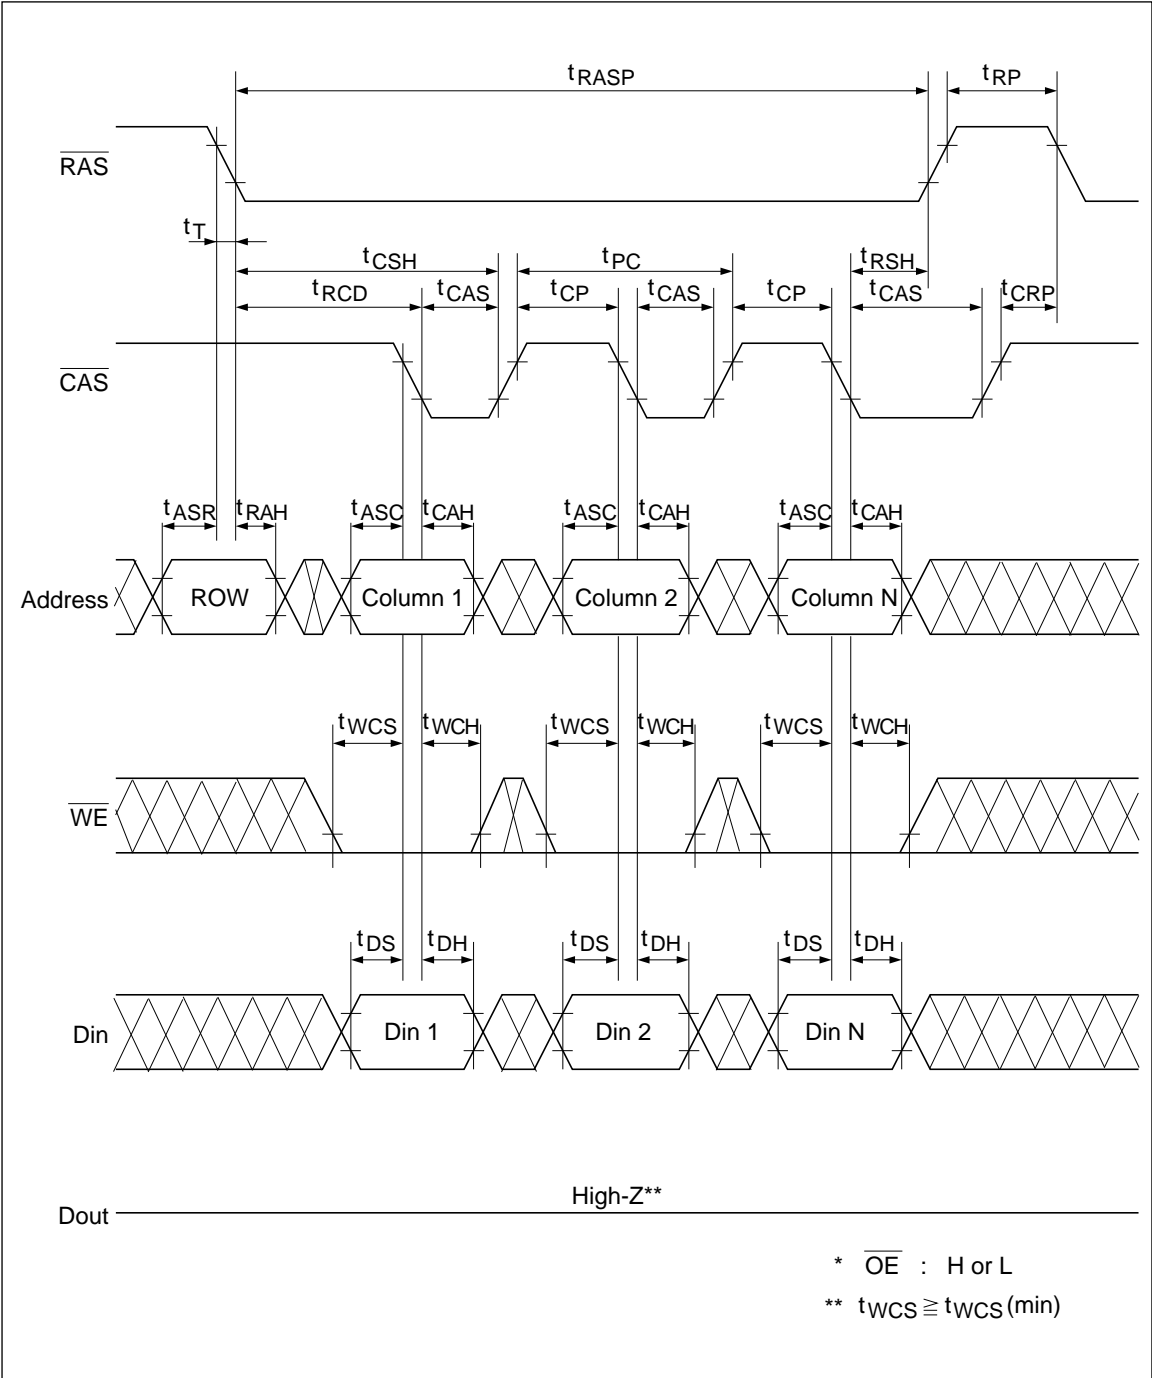 tRASP tRP
RAS
tT
tCSH tPC tRSH
tRCD tCAS tCP tCAS tCP tCAS tCRP
CAS
tASR tRAH tASC tCAH tASC tCAH tASC tCAH
Address ROW Column 1 Column 2 Column N
tWCS tWCH tWCS tWCH tWCS tWCH
WE
tDS tDH tDS tDH tDS tDH
Din Din 1 Din 2 Din N
High-Z**
Dout
* OE : H or L
** tWCS ≧ tWCS (min)